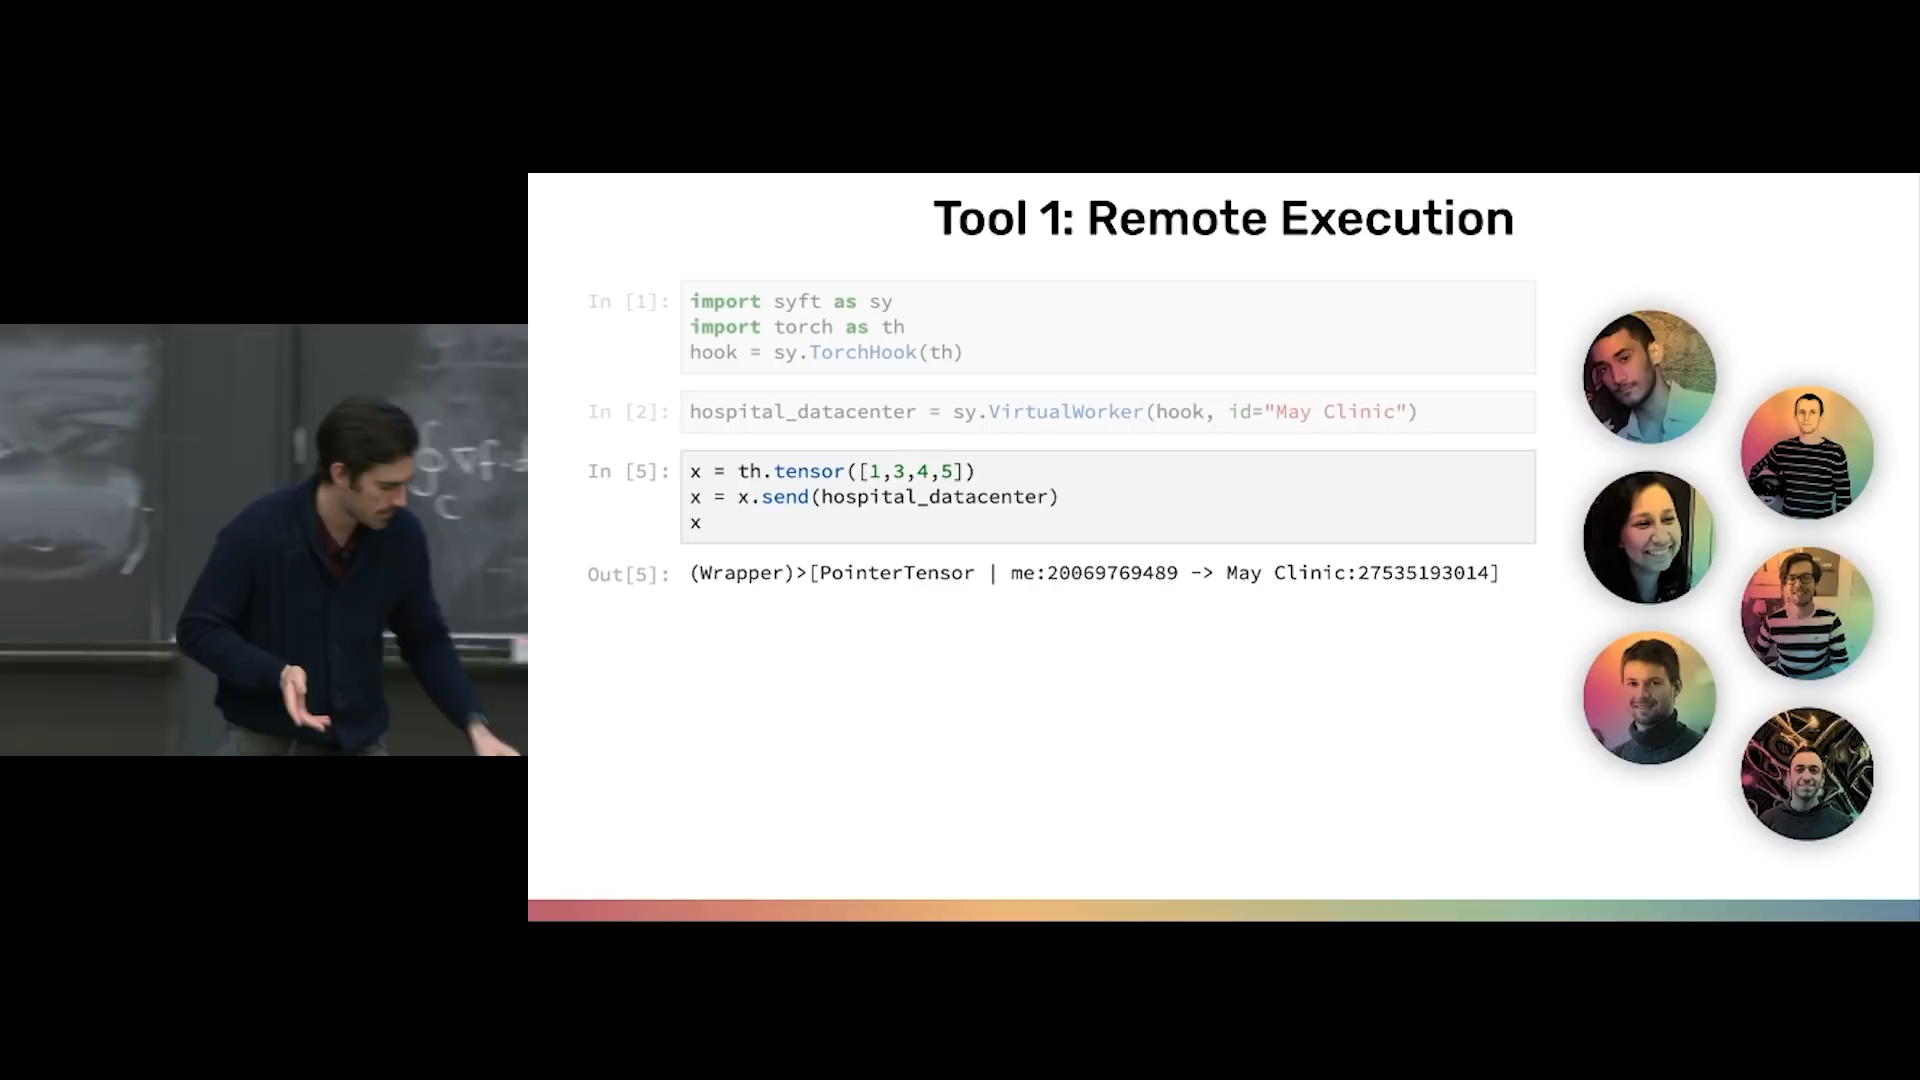 Tool 1: Remote Execution
In [1]:
import syft as sy
import torch as th
hook = sy.TorchHook(th)
In [2]:
hospital_datacenter = sy.VirtualWorker(hook, id="May Clinic")
In [5]:
x = th.tensor([1,3,4,5])
x = x.send(hospital_datacenter)
x
Out[5]:
(Wrapper)>[PointerTensor | me:20069769489 -> May Clinic:27535193014]